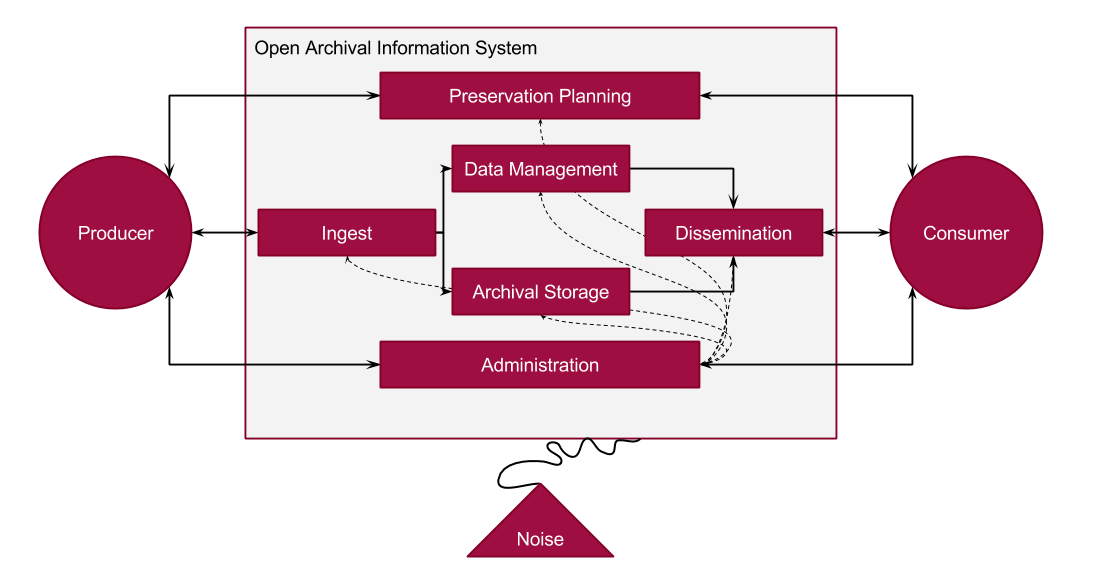 Open Archival Information System
Preservation Planning
Data Management
Producer
Ingest
Dissemination
Consumer
Archival Storage
Administration
Noise